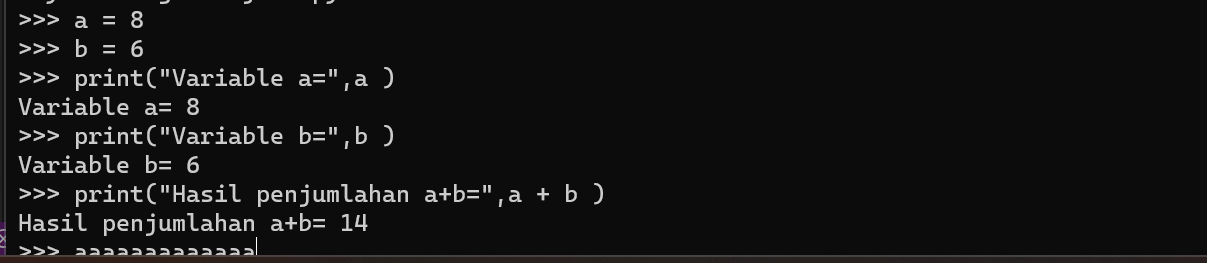 >>> a = 8
>>> b = 6
>>> print("Variable a=",a )
Variable a= 8
>>> print("Variable b=",b )
Variable b= 6
>>> print("Hasil penjumlahan a+b=",a + b )
Hasil penjumlahan a+b= 14
>>> aaaaaaaaaaaaa